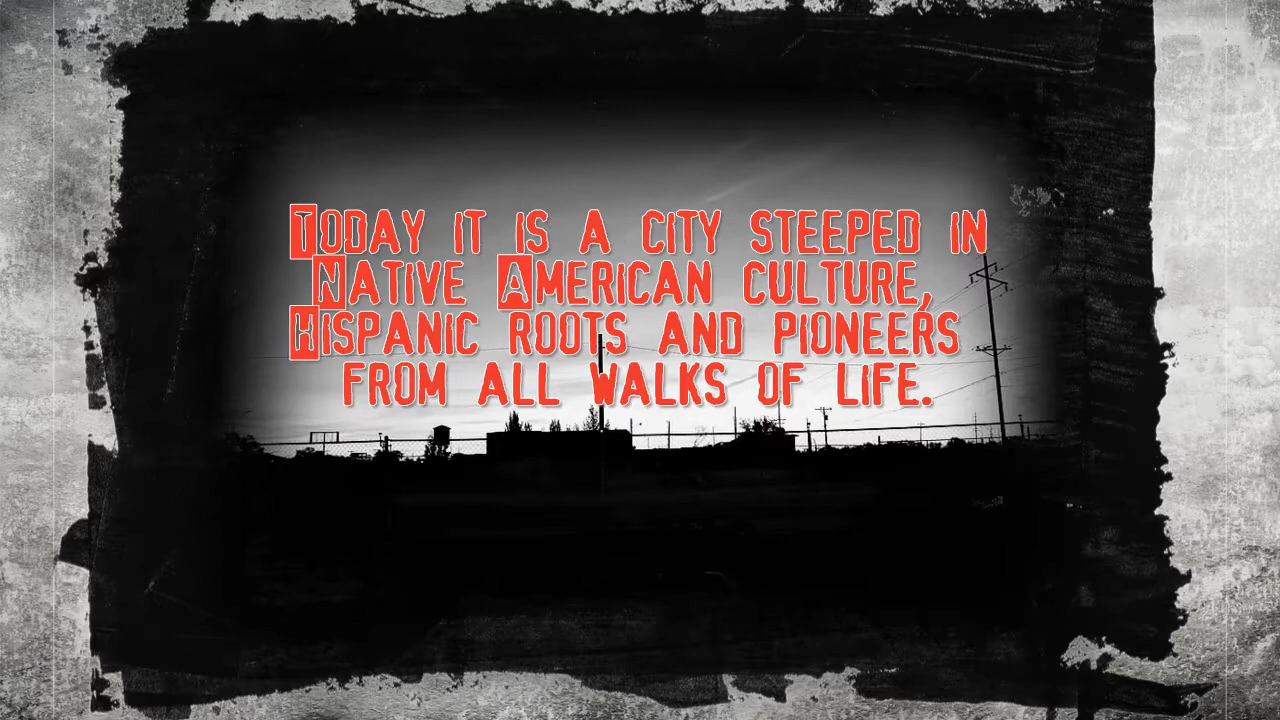 Today it is a city steeped in
Native American culture,
Hispanic roots and pioneers
from all walks of life.